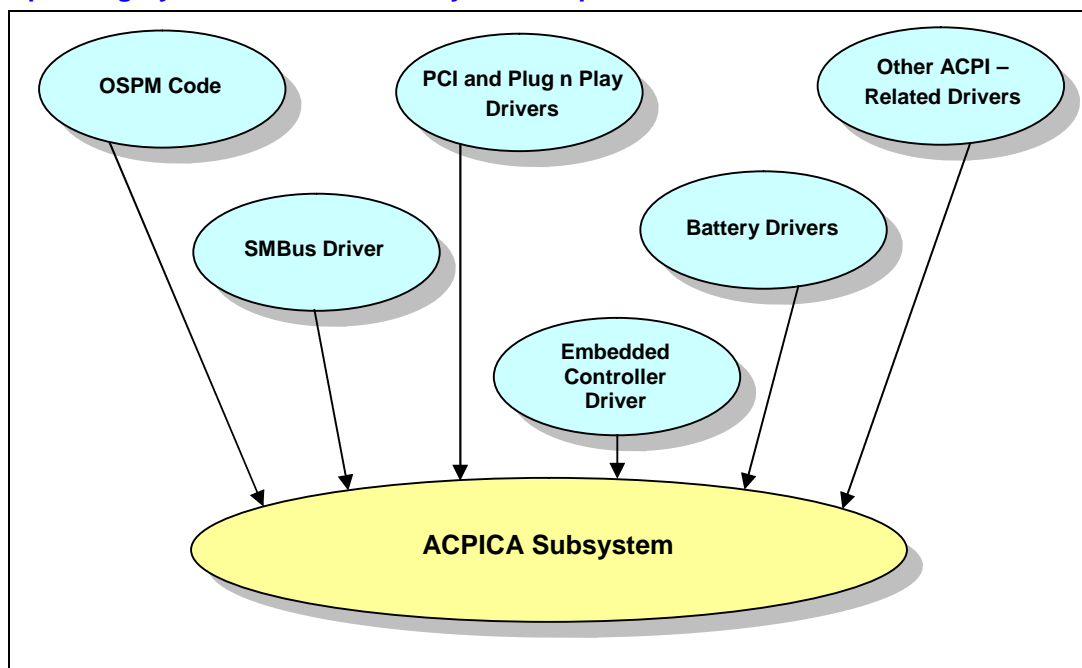 OSPM Code
PCI and Plug n Play
Drivers
Other ACPI –
Related Drivers
SMBus Driver
Battery Drivers
Embedded
Controller
Driver
ACPICA Subsystem